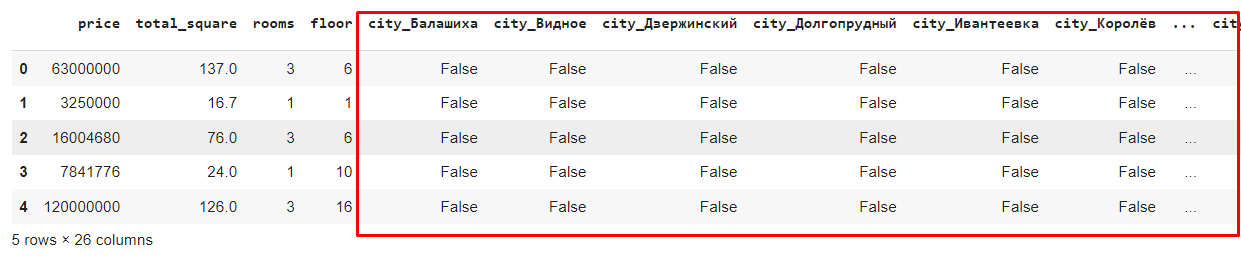 price total_square rooms floor city_Балашиха city_Видное city_Дзержинский city_Долгопрудный city_Ивантеевка city_Королёв ...
0 63000000 137.0 3 6 False False False False False False ...
1 3250000 16.7 1 1 False False False False False False ...
2 16004680 76.0 3 6 False False False False False False ...
3 7841776 24.0 1 10 False False False False False False ...
4 120000000 126.0 3 16 False False False False False False ...
5 rows × 26 columns